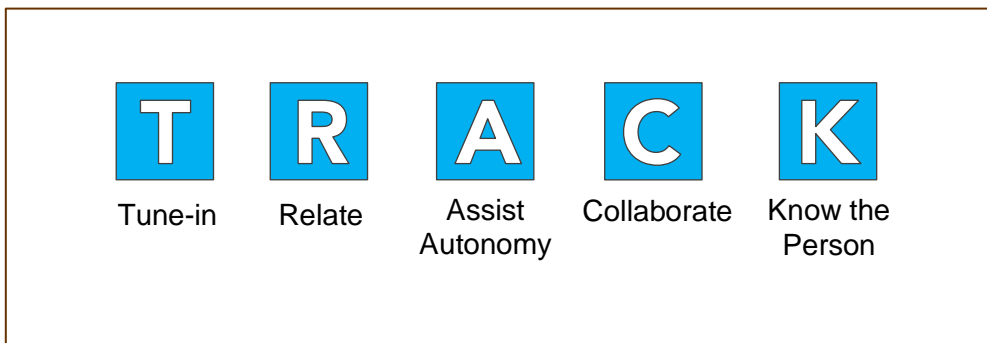 T R A C K
Tune-in
Relate
Assist
Autonomy
Collaborate
Know the
Person